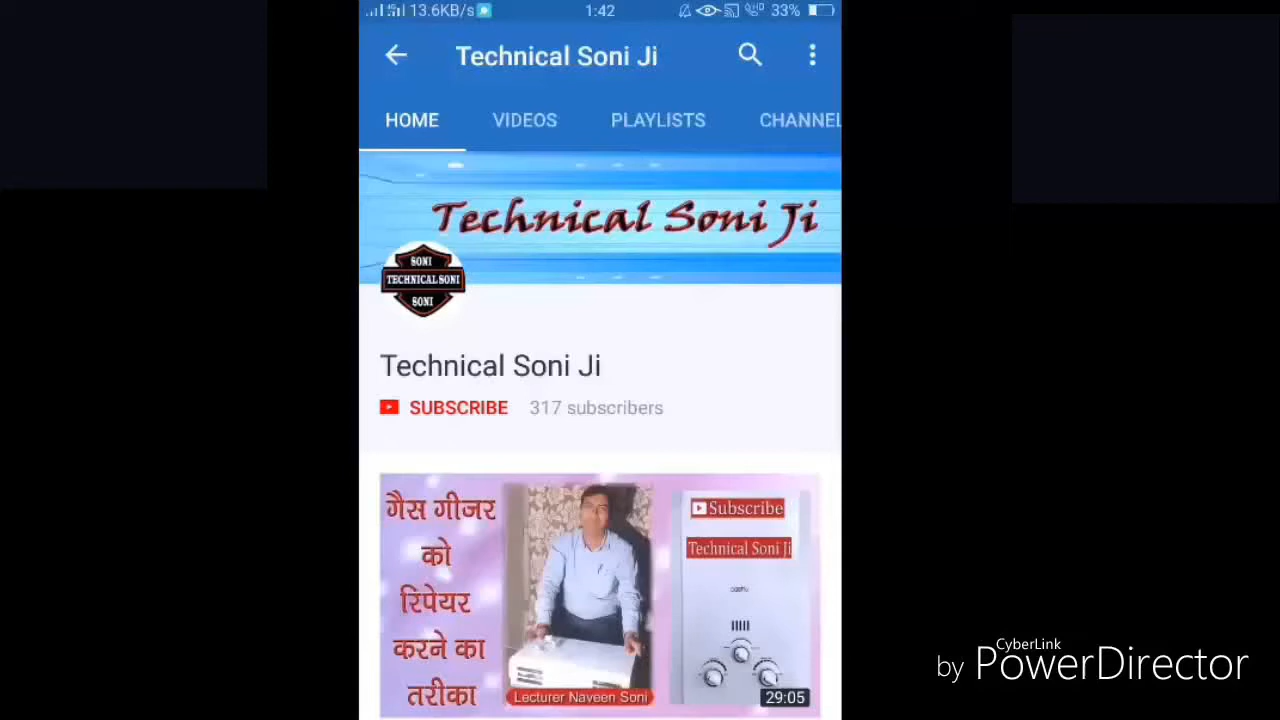 13.6KB/s 1:42 33%
Technical Soni Ji
HOME VIDEOS PLAYLISTS CHANNEL
Technical Soni Ji
SONI
TECHNICAL SONI
SONI
Technical Soni Ji
SUBSCRIBE 317 subscribers
गैस गीजर
को
रिपेयर
करने का
तरीका
Lecturer Naveen Soni
Subscribe
Technical Soni Ji
29:05
CyberLink
by PowerDirector